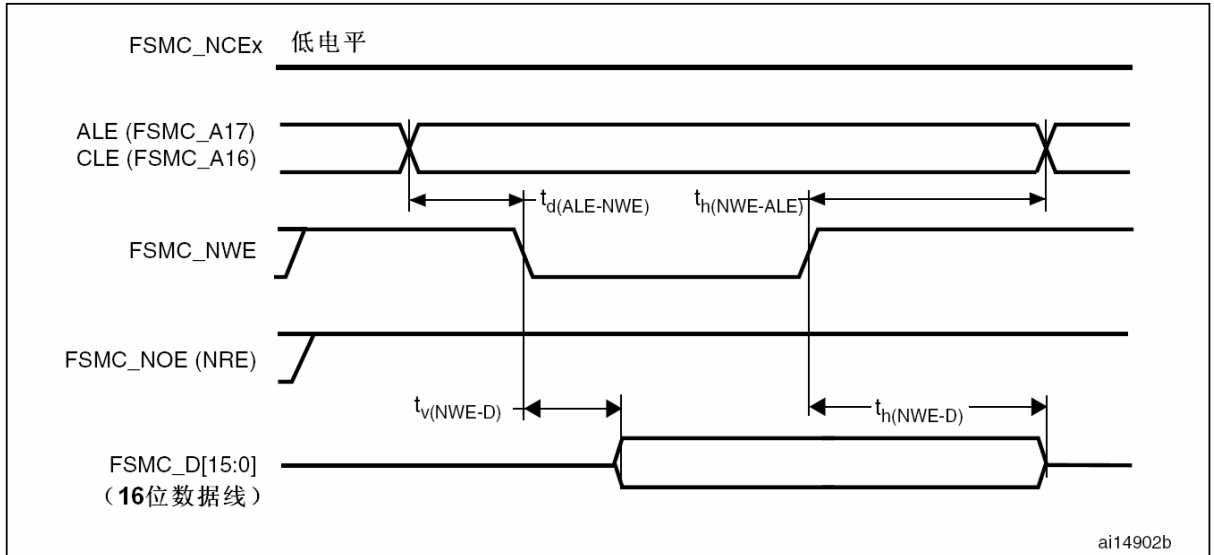 FSMC_NCEx 低电平
ALE (FSMC_A17)
CLE (FSMC_A16)
td(ALE-NWE)
th(NWE-ALE)
FSMC_NWE
FSMC_NOE (NRE)
tv(NWE-D)
th(NWE-D)
FSMC_D[15:0]
（16位数据线）
ai14902b